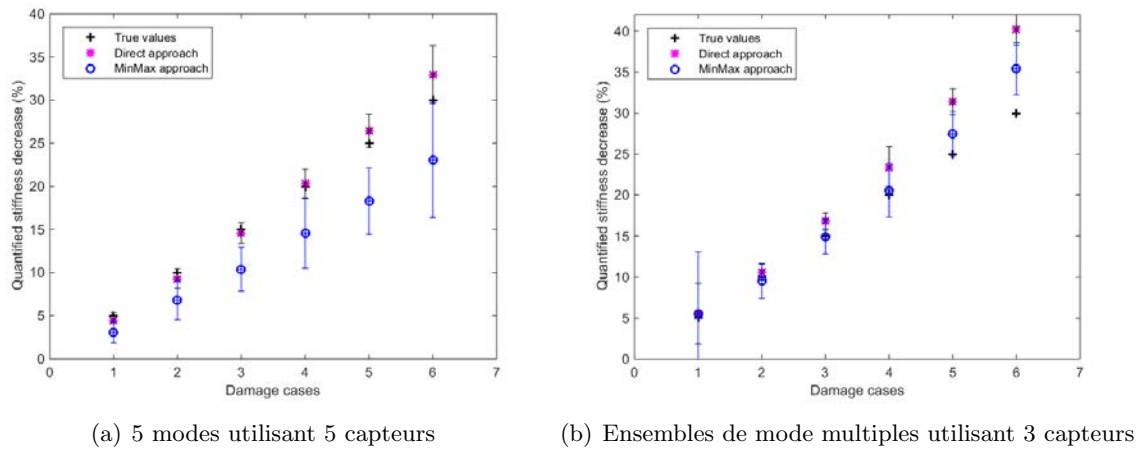 40
35
30
25
20
15
10
5
0
Quantified stiffness decrease (%)
True values
Direct approach
MinMax approach
0 1 2 3 4 5 6 7
Damage cases
(a) 5 modes utilisant 5 capteurs
40
35
30
25
20
15
10
5
0
Quantified stiffness decrease (%)
True values
Direct approach
MinMax approach
0 1 2 3 4 5 6 7
Damage cases
(b) Ensembles de mode multiples utilisant 3 capteurs